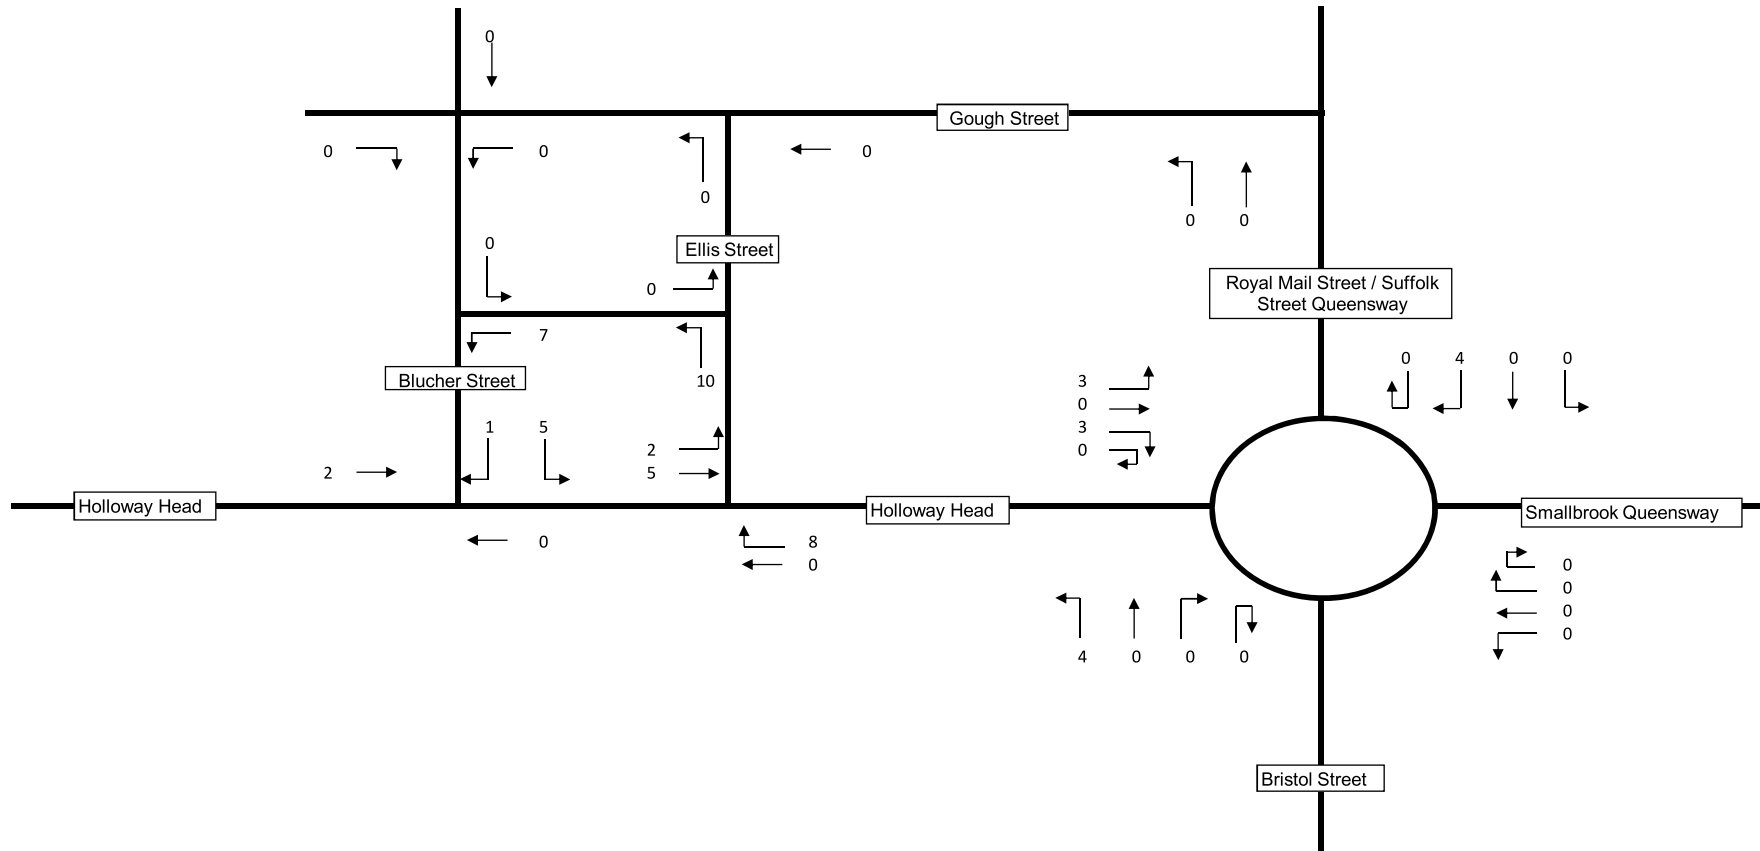 0
Gough Street
0
0
0
0
0
0
0
Ellis Street
0
0
Royal Mail Street / Suffolk
Street Queensway
7
10
Blucher Street
0 4 0 0
3
0
3
0
1 5
2
5
2
Holloway Head
Holloway Head
Smallbrook Queensway
0
8
0
0
0
0
0
4 0 0 0
Bristol Street